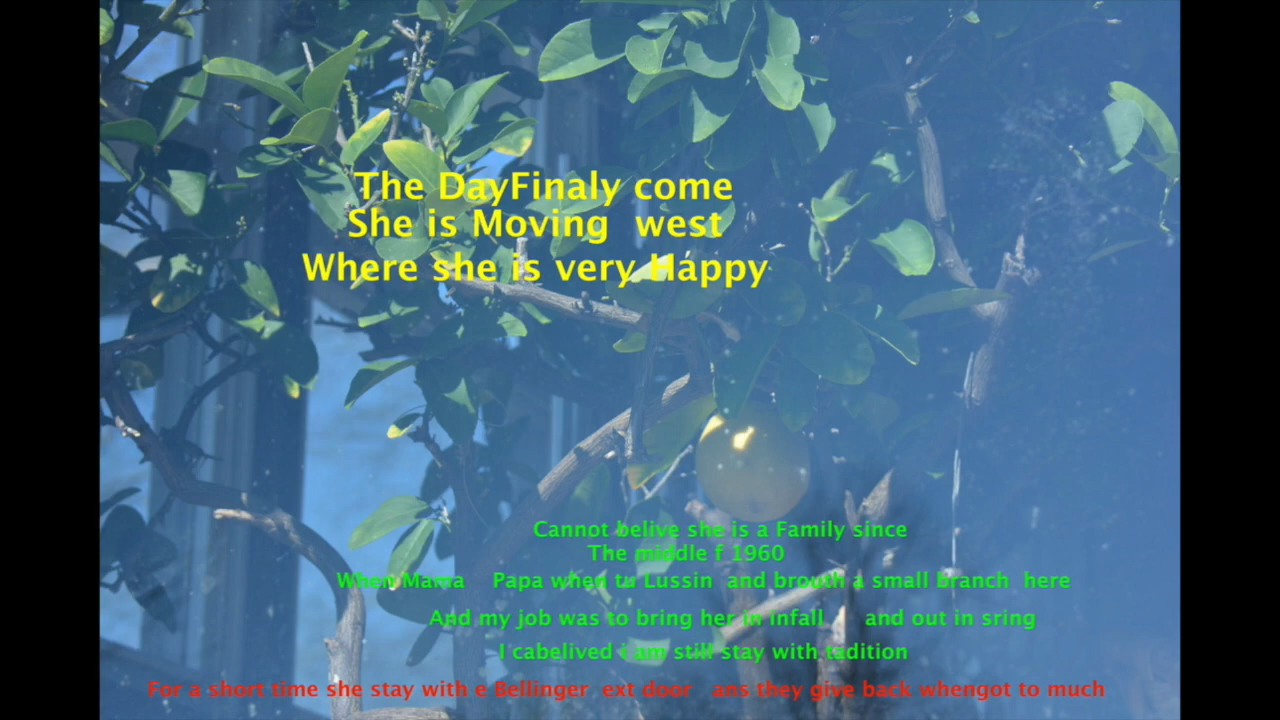 The DayFinaly come
She is Moving west
Where she is very Happy
Cannot belive she is a Family since
The middle f 1960
When Mama Papa when tu Lussin and brouth a small branch here
And my job was to bring her in infall and out in sring
I cabelived i am still stay with tadition
For a short time she stay with e Bellinger ext door ans they give back whengot to much